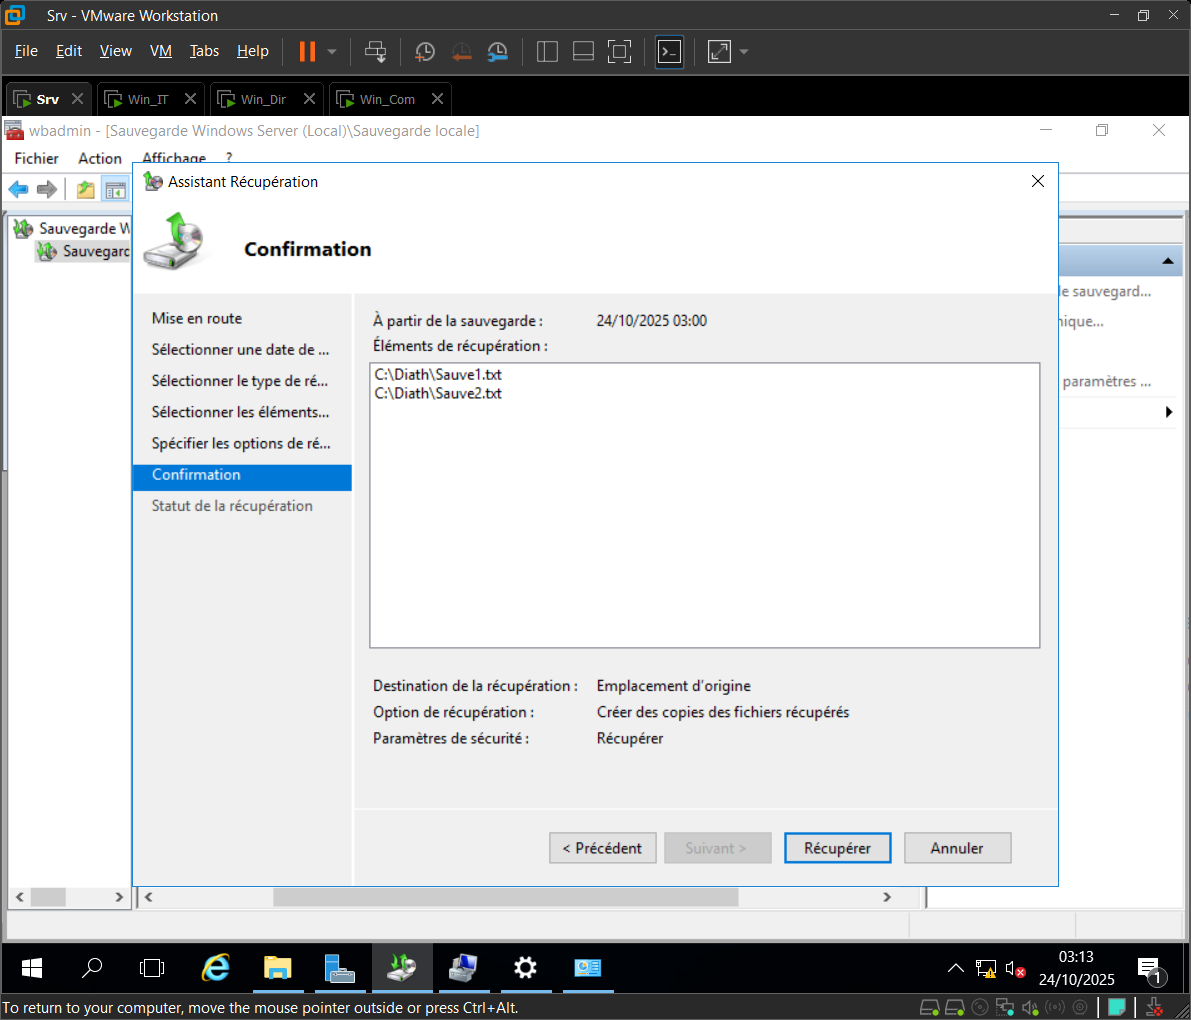 Srv - VMware Workstation
File Edit View VM Tabs Help
Srv Win_IT Win_Dir Win_Com
wbadmin - [Sauvegarde Windows Server (Local)\Sauvegarde locale]
Fichier Action Affichage ?
Assistant Récupération
Sauvegarde W
Sauvegarc
Confirmation
le sauvegard...
nique...
paramètres ...
Mise en route
Sélectionner une date de ...
Sélectionner le type de ré...
Sélectionner les éléments...
Spécifier les options de ré...
Confirmation
Statut de la récupération
À partir de la sauvegarde : 24/10/2025 03:00
Éléments de récupération :
C:\Diath\Sauve1.txt
C:\Diath\Sauve2.txt
Destination de la récupération : Emplacement d'origine
Option de récupération : Créer des copies des fichiers récupérés
Paramètres de sécurité : Récupérer
< Précédent Suivant > Récupérer Annuler
03:13
24/10/2025
1
To return to your computer, move the mouse pointer outside or press Ctrl+Alt.